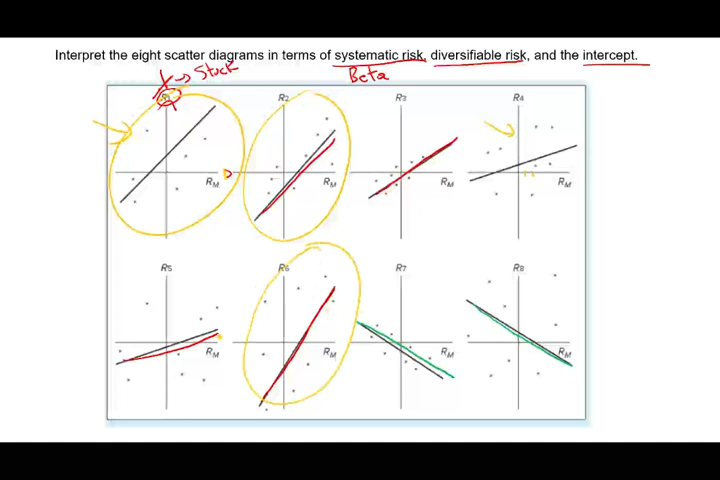 Interpret the eight scatter diagrams in terms of systematic risk, diversifiable risk, and the intercept.
Stock
Beta
R2
R3
R4
RM
RM
RM
RM
R5
R6
R7
R8
RM
RM
RM
RM